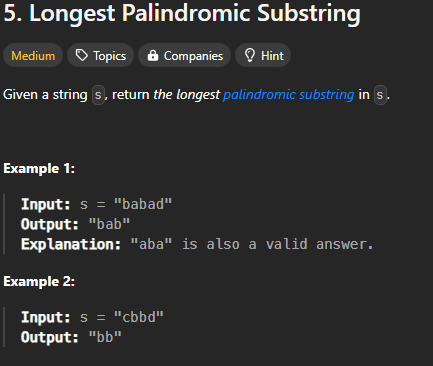 5. Longest Palindromic Substring
Medium Topics Companies Hint
Given a string s, return the longest palindromic substring in s.
Example 1:
Input: s = "babad"
Output: "bab"
Explanation: "aba" is also a valid answer.
Example 2:
Input: s = "cbbd"
Output: "bb"